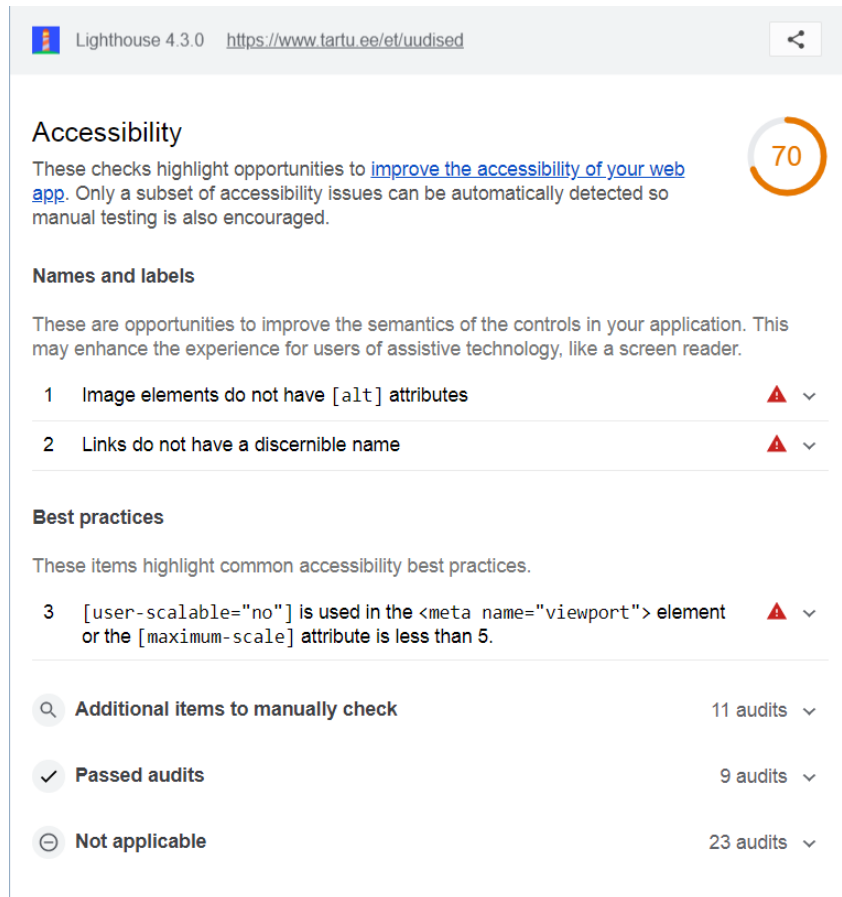 Lighthouse 4.3.0 https://www.tartu.ee/et/uudised
Accessibility
70
These checks highlight opportunities to improve the accessibility of your web
app. Only a subset of accessibility issues can be automatically detected so
manual testing is also encouraged.
Names and labels
These are opportunities to improve the semantics of the controls in your application. This
may enhance the experience for users of assistive technology, like a screen reader.
1 Image elements do not have [alt] attributes
2 Links do not have a discernible name
Best practices
These items highlight common accessibility best practices.
3 [user-scalable="no"] is used in the <meta name="viewport"> element
or the [maximum-scale] attribute is less than 5.
Additional items to manually check 11 audits
Passed audits 9 audits
Not applicable 23 audits